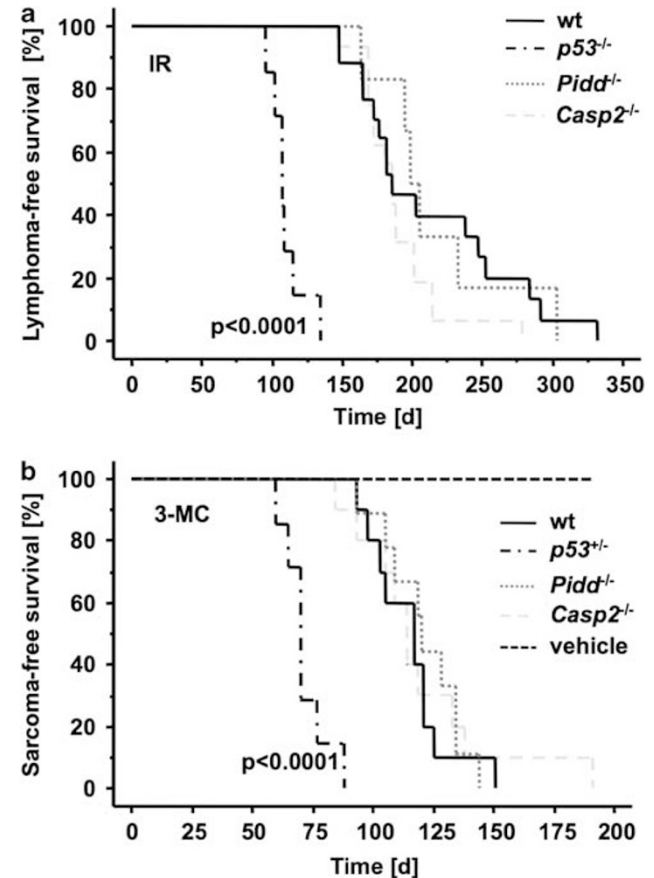 a
Lymphoma-free survival [%]
100
80
60
40
20
0
IR
wt
p53-/-
Pidd-/-
Casp2-/-
p<0.0001
0 50 100 150 200 250 300 350
Time [d]
b
Sarcoma-free survival [%]
100
80
60
40
20
0
3-MC
wt
p53+/-
Pidd-/-
Casp2-/-
vehicle
p<0.0001
0 25 50 75 100 125 150 175 200
Time [d]